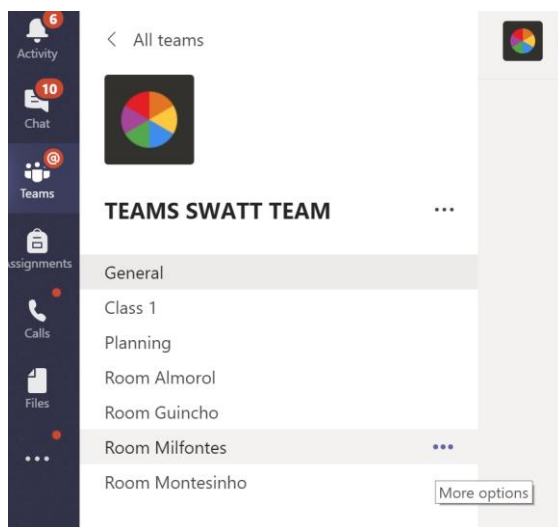 6
Activity
10
Chat
@
Teams
Assignments
Calls
Files
All teams
TEAMS SWATT TEAM
General
Class 1
Planning
Room Almorol
Room Guincho
Room Milfontes
Room Montesinho
More options